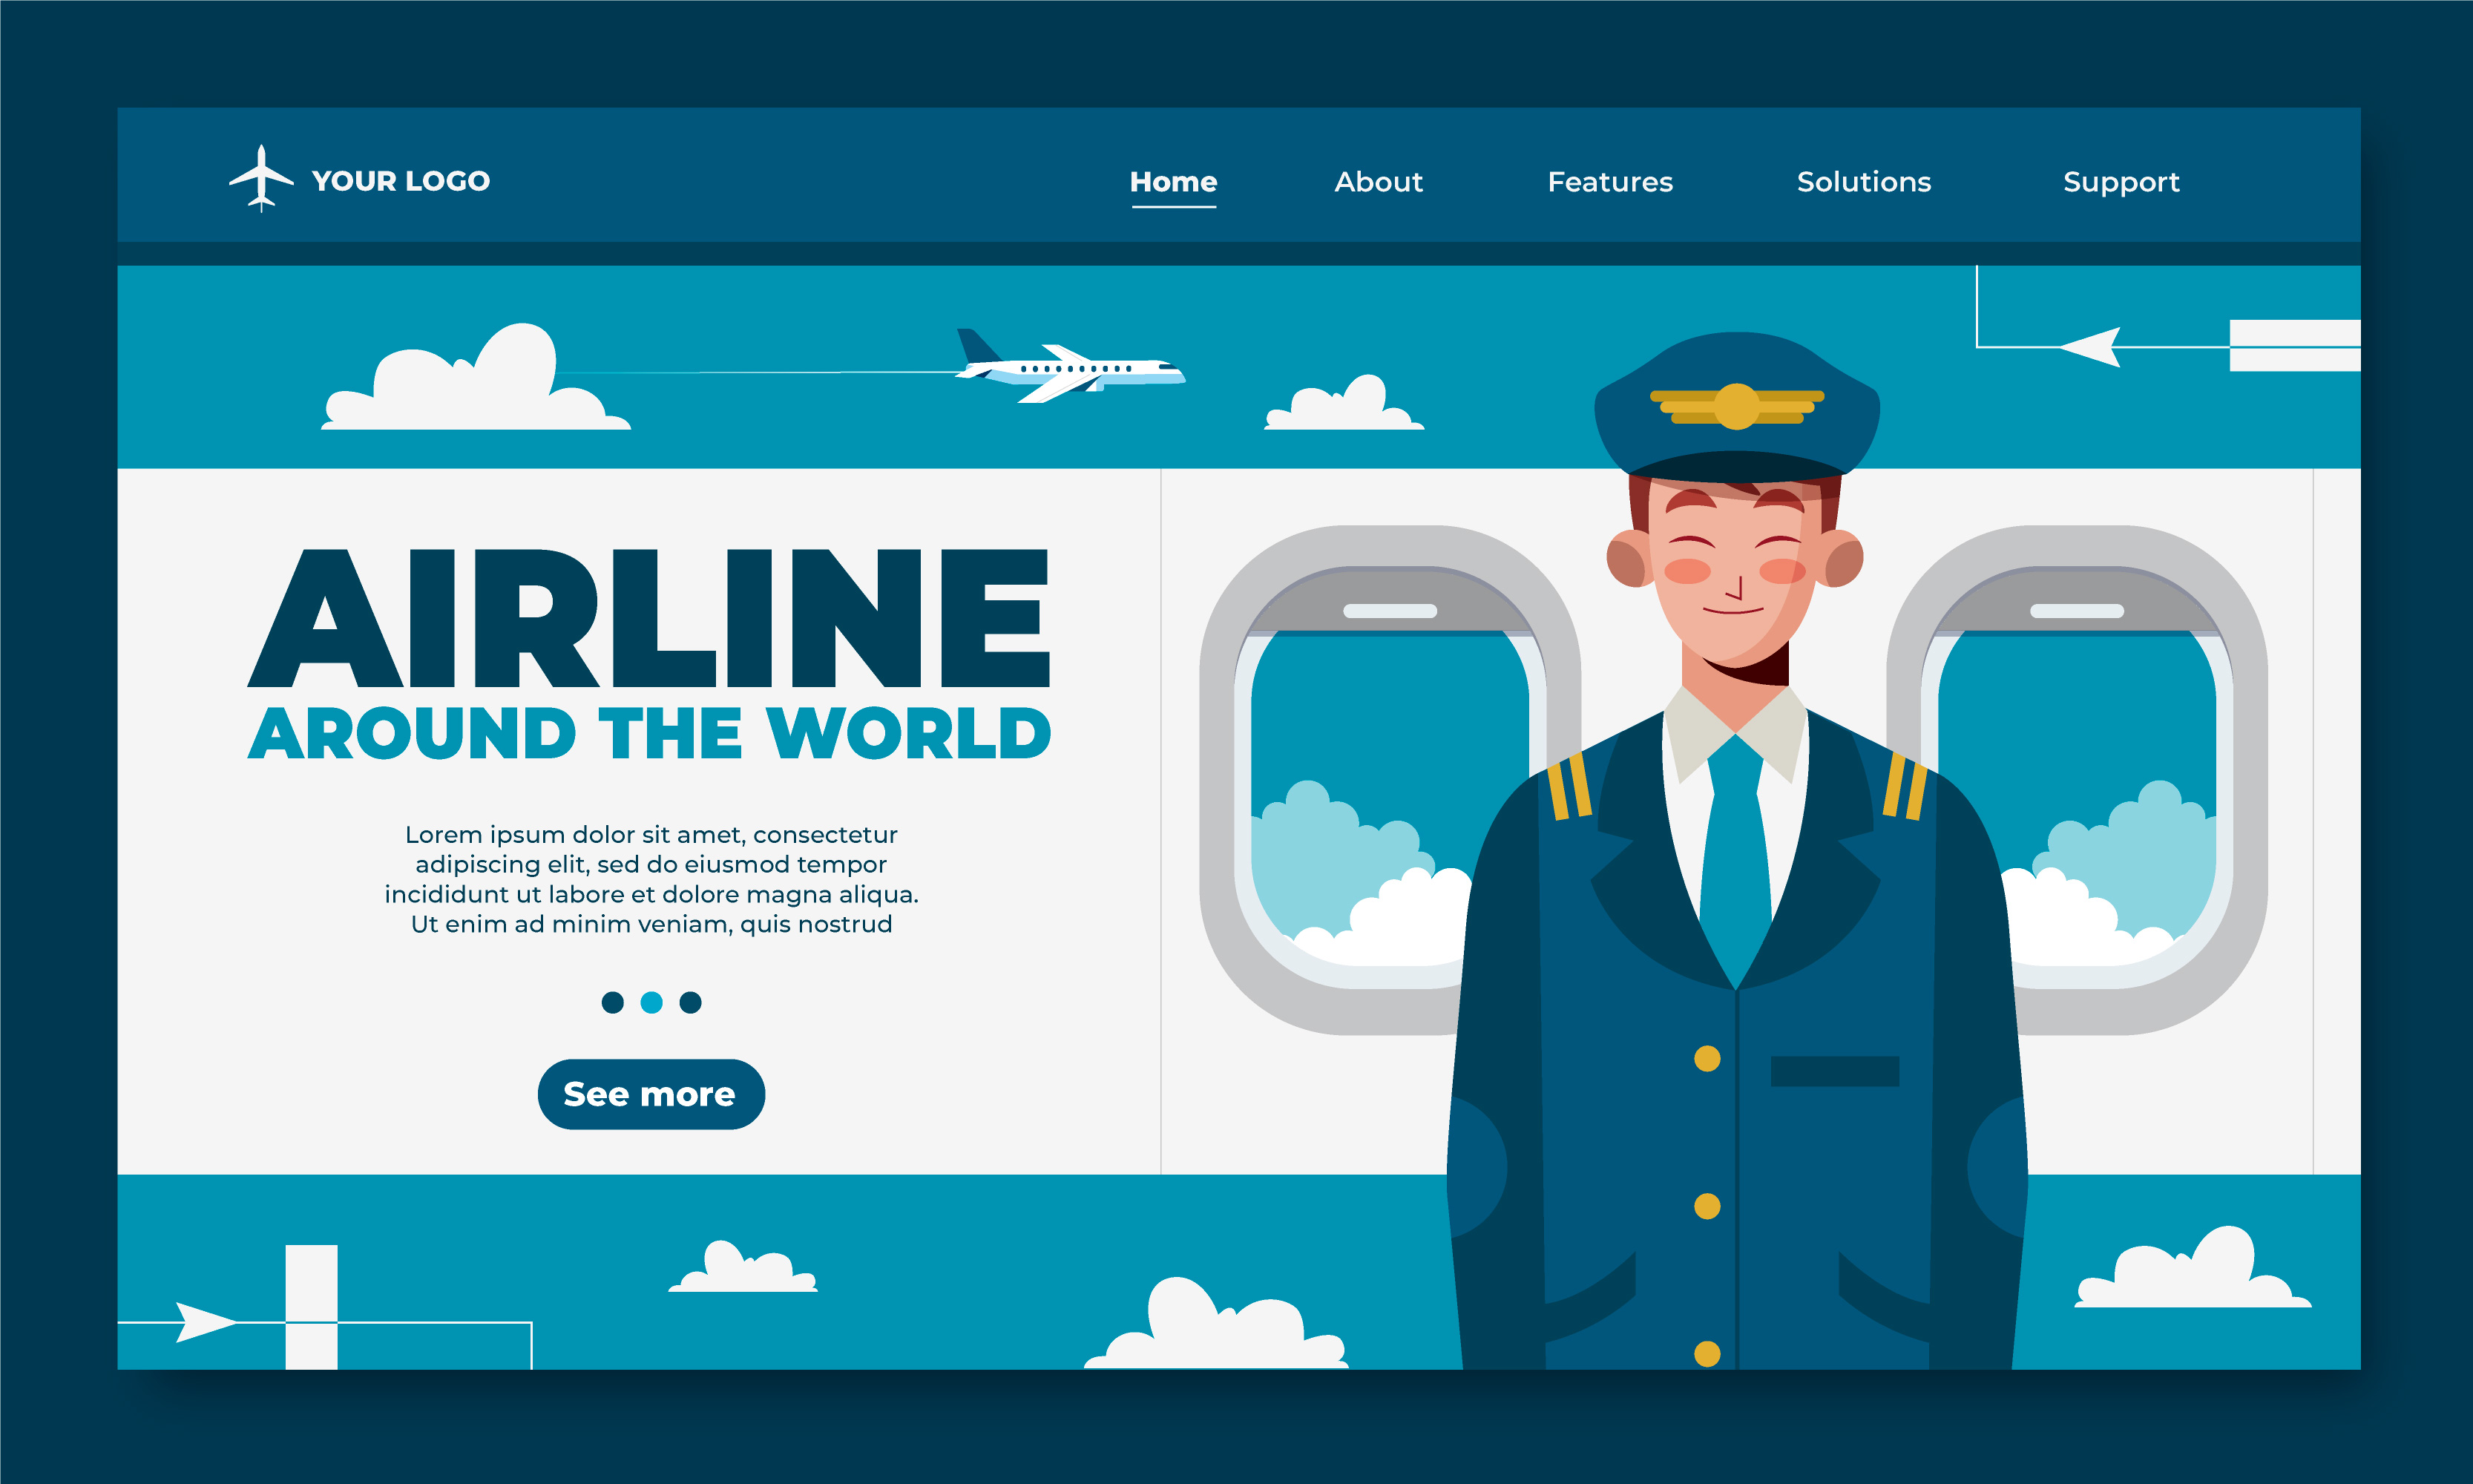 YOUR LOGO
Home About Features Solutions Support
AIRLINE
AROUND THE WORLD
Lorem ipsum dolor sit amet, consectetur
adipiscing elit, sed do eiusmod tempor
incididunt ut labore et dolore magna aliqua.
Ut enim ad minim veniam, quis nostrud
See more